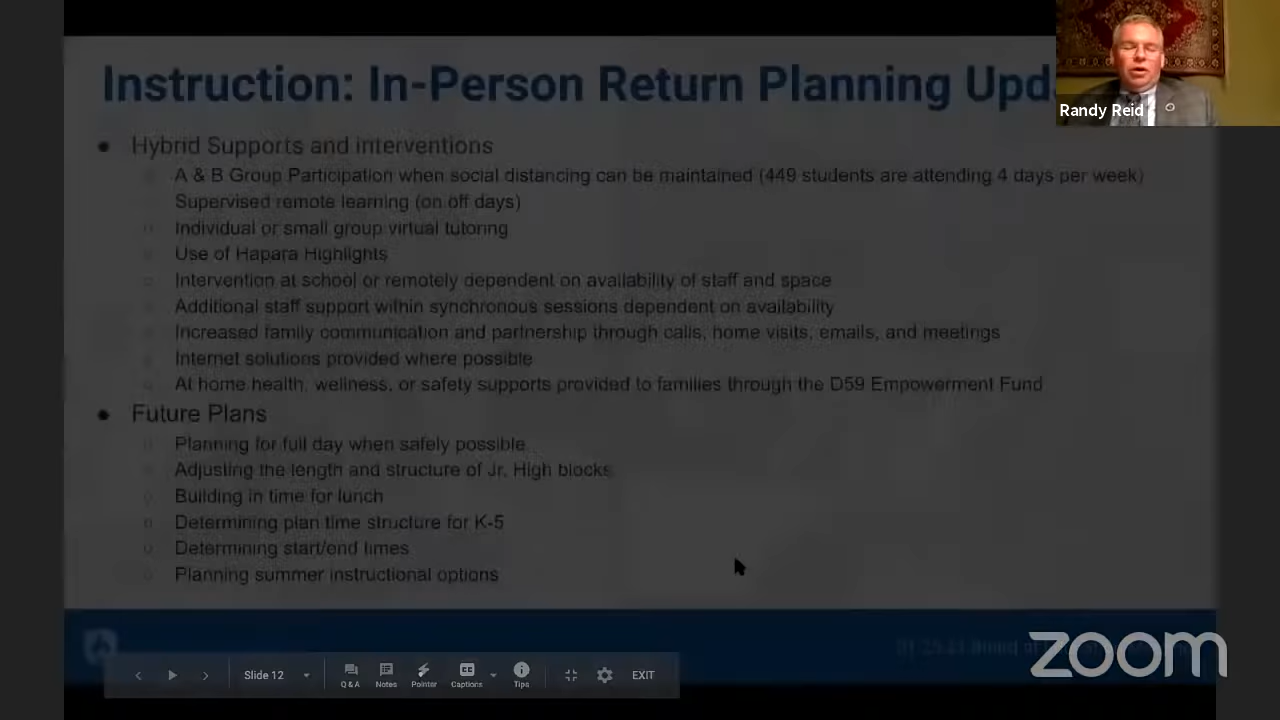 Instruction: In-Person Return Planning Upd
Randy Reid
Hybrid Supports and interventions
A & B Group Participation when social distancing can be maintained (449 students are attending 4 days per week)
Supervised remote learning (on off days)
Individual or small group virtual tutoring
Use of Hapara Highlights
Intervention at school or remotely dependent on availability of staff and space
Additional staff support within synchronous sessions dependent on availability
Increased family communication and partnership through calls, home visits, emails, and meetings
Internet solutions provided where possible
At home health, wellness, or safety supports provided to families through the D59 Empowerment Fund
Future Plans
Planning for full day when safely possible
Adjusting the length and structure of Jr. High blocks
Building in time for lunch
Determining plan time structure for K-5
Determining start/end times
Planning summer instructional options
Board of
zoom
Slide 12
Q&A
Notes
Pointer
Captions
Tips
EXIT